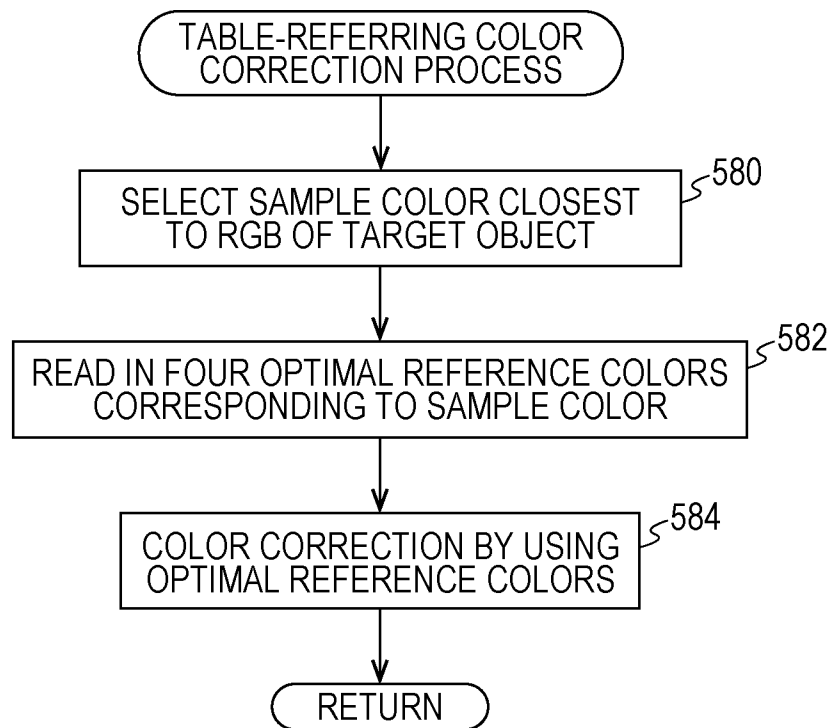 TABLE-REFERRING COLOR
CORRECTION PROCESS
580
SELECT SAMPLE COLOR CLOSEST
TO RGB OF TARGET OBJECT
582
READ IN FOUR OPTIMAL REFERENCE COLORS
CORRESPONDING TO SAMPLE COLOR
584
COLOR CORRECTION BY USING
OPTIMAL REFERENCE COLORS
RETURN